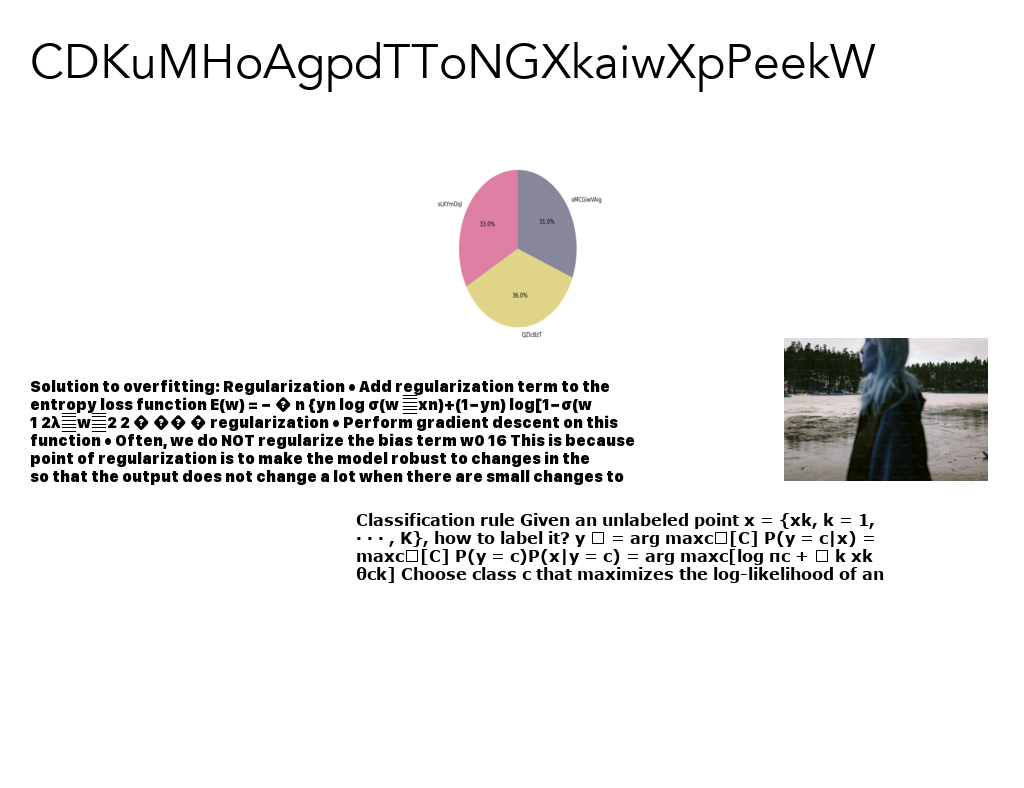 CDKuMHoAgpdTToNGXkaiwXpPeekW
sLKYmOqI
oMCGiwVAig
33.0%
31.0%
36.0%
QZlcBzT
Solution to overfitting: Regularization • Add regularization term to the
entropy loss function E(w) = − � n {yn log σ(w xn)+(1−yn) log[1−σ(w
1 2λ w 2 2 � �� � regularization • Perform gradient descent on this
function • Often, we do NOT regularize the bias term w0 16 This is because
point of regularization is to make the model robust to changes in the
so that the output does not change a lot when there are small changes to
Classification rule Given an unlabeled point x = {xk, k = 1,
· · · , K}, how to label it? y □ = arg maxc□[C] P(y = c|x) =
maxc□[C] P(y = c)P(x|y = c) = arg maxc[log πc + □ k xk
θck] Choose class c that maximizes the log-likelihood of an